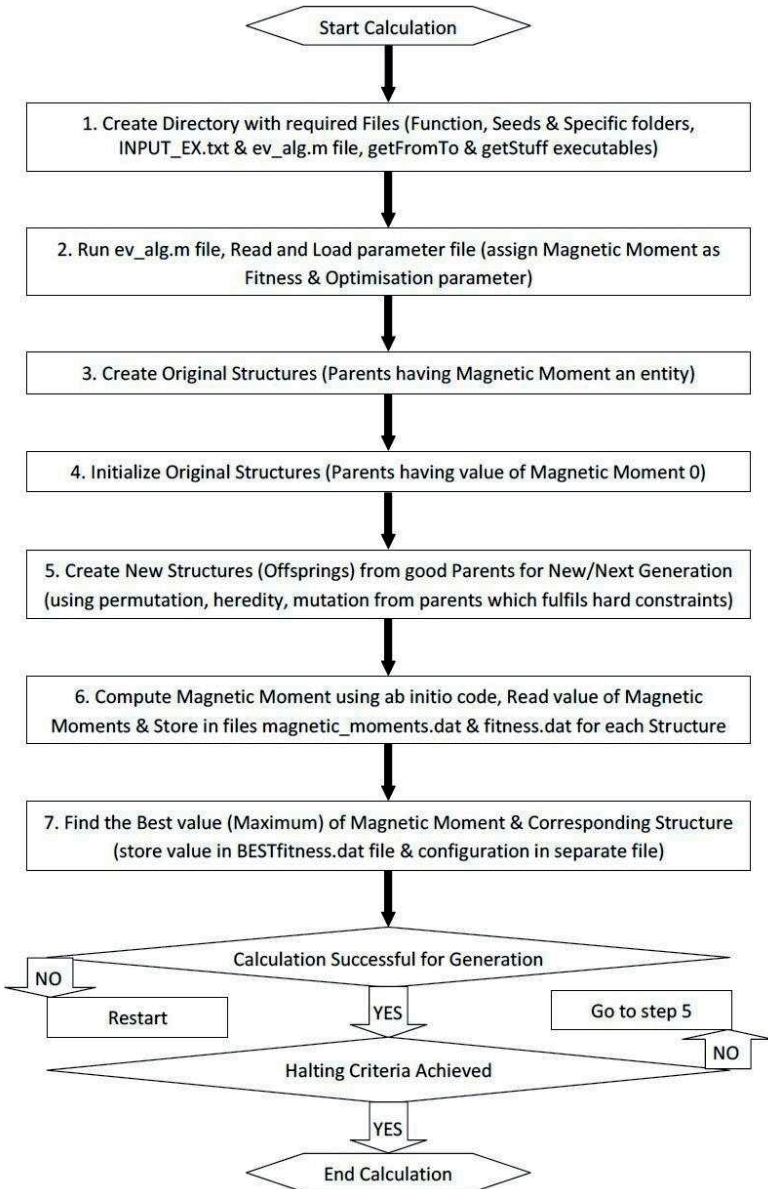 Start Calculation
1. Create Directory with required Files (Function, Seeds & Specific folders,
INPUT_EX.txt & ev_alg.m file, getFromTo & getStuff executables)
2. Run ev_alg.m file, Read and Load parameter file (assign Magnetic Moment as
Fitness & Optimisation parameter)
3. Create Original Structures (Parents having Magnetic Moment an entity)
4. Initialize Original Structures (Parents having value of Magnetic Moment 0)
5. Create New Structures (Offsprings) from good Parents for New/Next Generation
(using permutation, heredity, mutation from parents which fulfils hard constraints)
6. Compute Magnetic Moment using ab initio code, Read value of Magnetic
Moments & Store in files magnetic_moments.dat & fitness.dat for each Structure
7. Find the Best value (Maximum) of Magnetic Moment & Corresponding Structure
(store value in BESTfitness.dat file & configuration in separate file)
Calculation Successful for Generation
NO
Restart
YES
Go to step 5
NO
Halting Criteria Achieved
YES
End Calculation